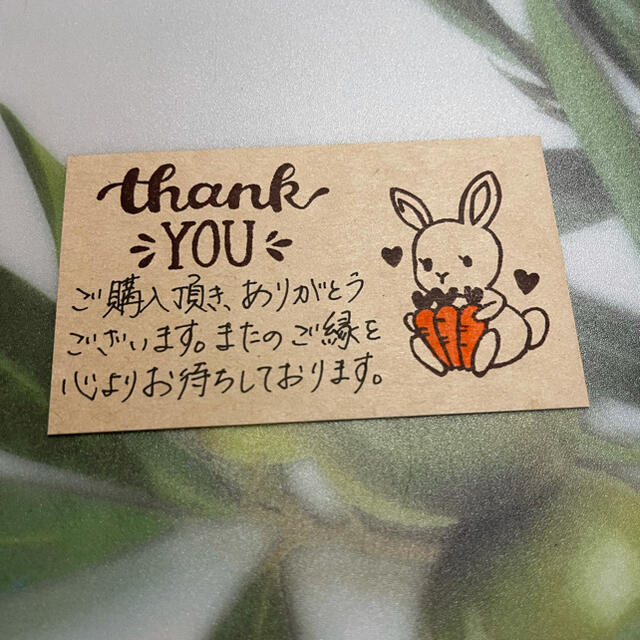 thank
YOU
ご購入頂き、ありがとう
ございます。またのご縁を
心よりお待ちしております。